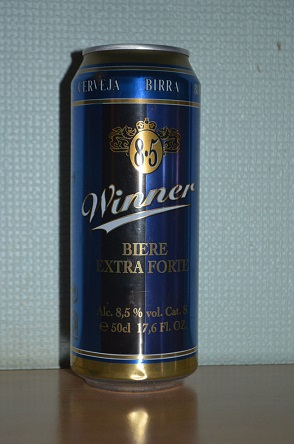 CERVEJA BIRRA
8·5
Winner
BIERE
EXTRA FORTE
Alc. 8,5 % vol. Cat. S
e 50cl 17,6 Fl. OZ.